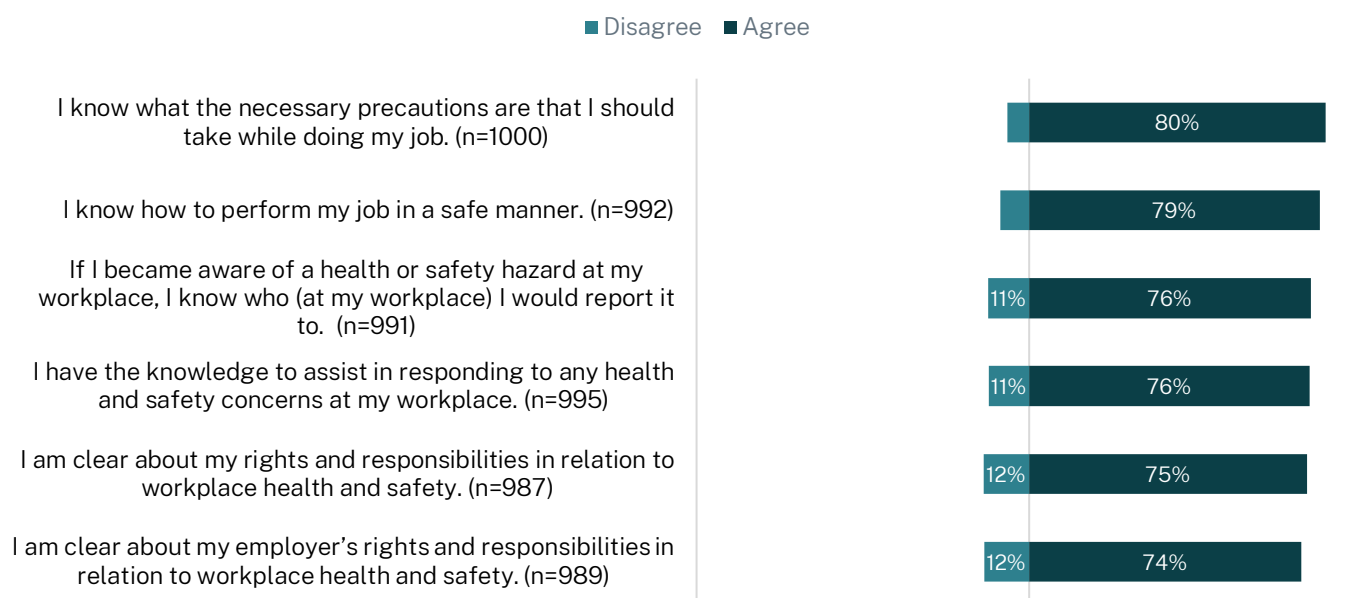 Disagree Agree
I know what the necessary precautions are that I should
take while doing my job. (n=1000)
80%
I know how to perform my job in a safe manner. (n=992)
79%
If I became aware of a health or safety hazard at my
workplace, I know who (at my workplace) I would report it
to.  (n=991)
11% 76%
I have the knowledge to assist in responding to any health
and safety concerns at my workplace. (n=995)
11% 76%
I am clear about my rights and responsibilities in relation to
workplace health and safety. (n=987)
12% 75%
I am clear about my employer’s rights and responsibilities in
relation to workplace health and safety. (n=989)
12% 74%